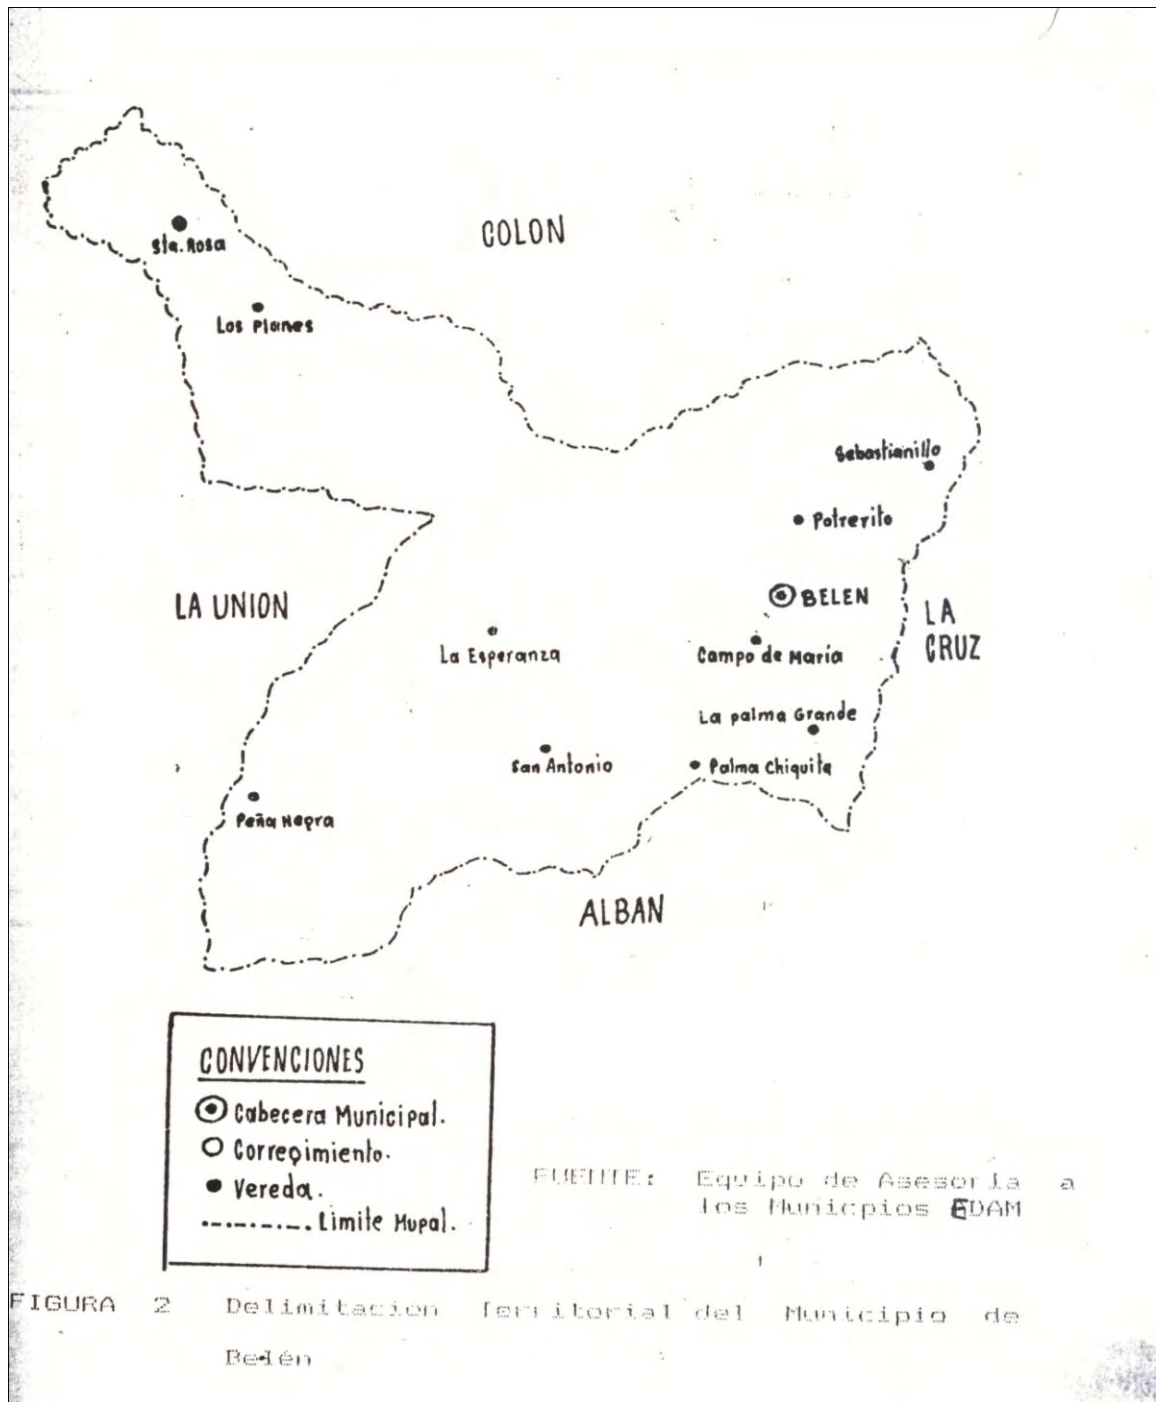 COLON
Sta. Rosa
Los Planes
Sebastianillo
Potrerito
LA UNION
BELEN
LA
CRUZ
La Esperanza
Campo de María
La palma Grande
San Antonio
Palma Chiquita
Peña Negra
ALBAN
CONVENCIONES
Cabecera Municipal.
Corregimiento.
Vereda.
Limite Mupal.
FUENTE: Equipo de Asesoría a
los Municpios EDAM
FIGURA 2 Delimitacion Territorial del Municipio de
Belén